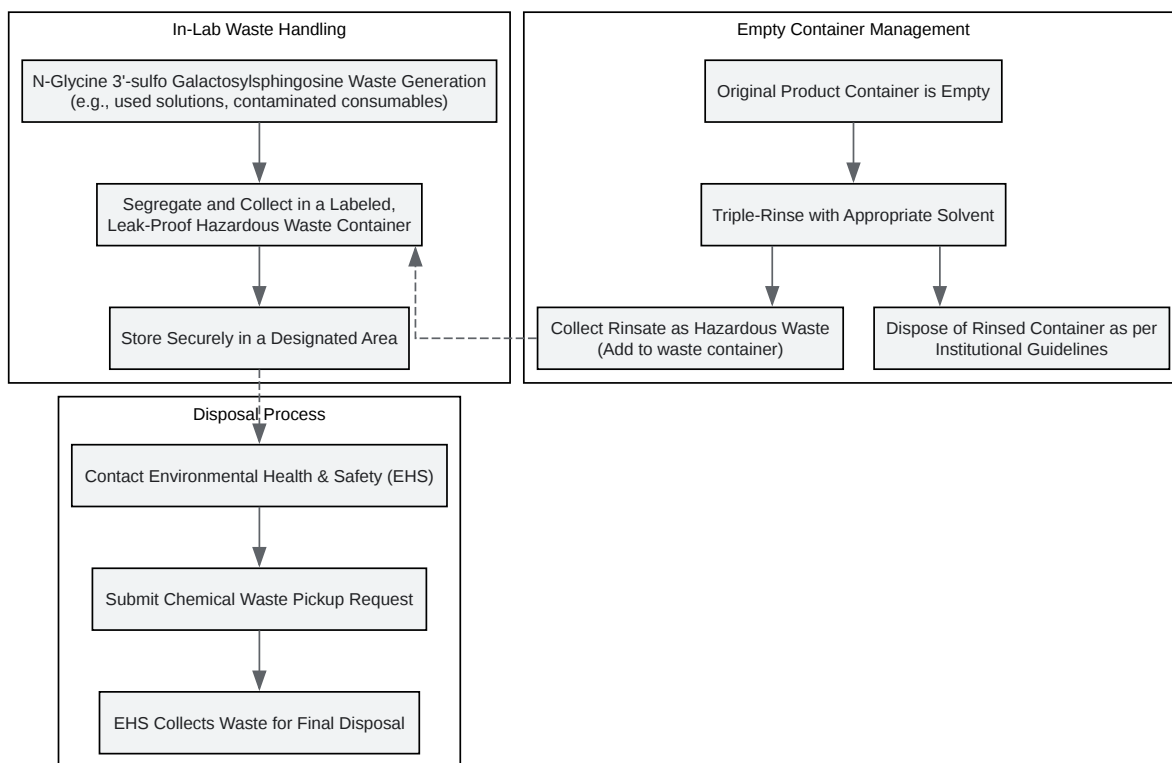 In-Lab Waste Handling
N-Glycine 3'-sulfo Galactosylsphingosine Waste Generation
(e.g., used solutions, contaminated consumables)
Segregate and Collect in a Labeled,
Leak-Proof Hazardous Waste Container
Store Securely in a Designated Area
Empty Container Management
Original Product Container is Empty
Triple-Rinse with Appropriate Solvent
Collect Rinsate as Hazardous Waste
(Add to waste container)
Dispose of Rinsed Container as per
Institutional Guidelines
Disposal Process
Contact Environmental Health & Safety (EHS)
Submit Chemical Waste Pickup Request
EHS Collects Waste for Final Disposal